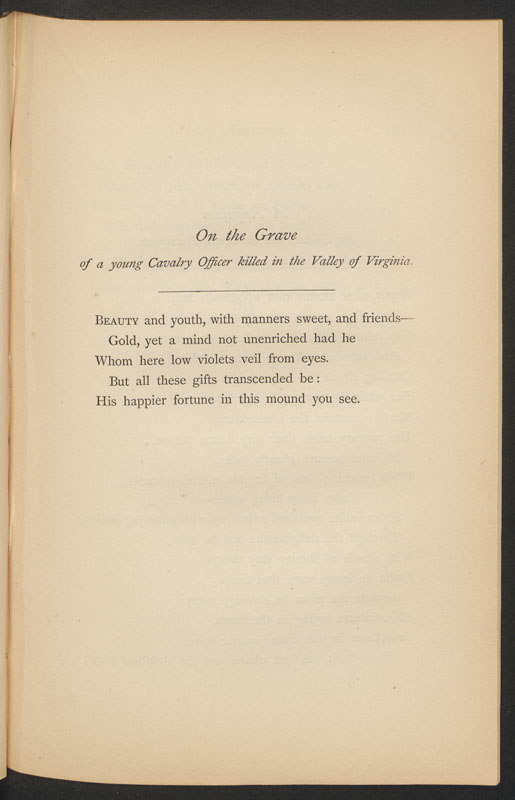 On the Grave
of a young Cavalry Officer killed in the Valley of Virginia.
BEAUTY and youth, with manners sweet, and friends—
Gold, yet a mind not unenriched had he
Whom here low violets veil from eyes.
But all these gifts transcended be:
His happier fortune in this mound you see.